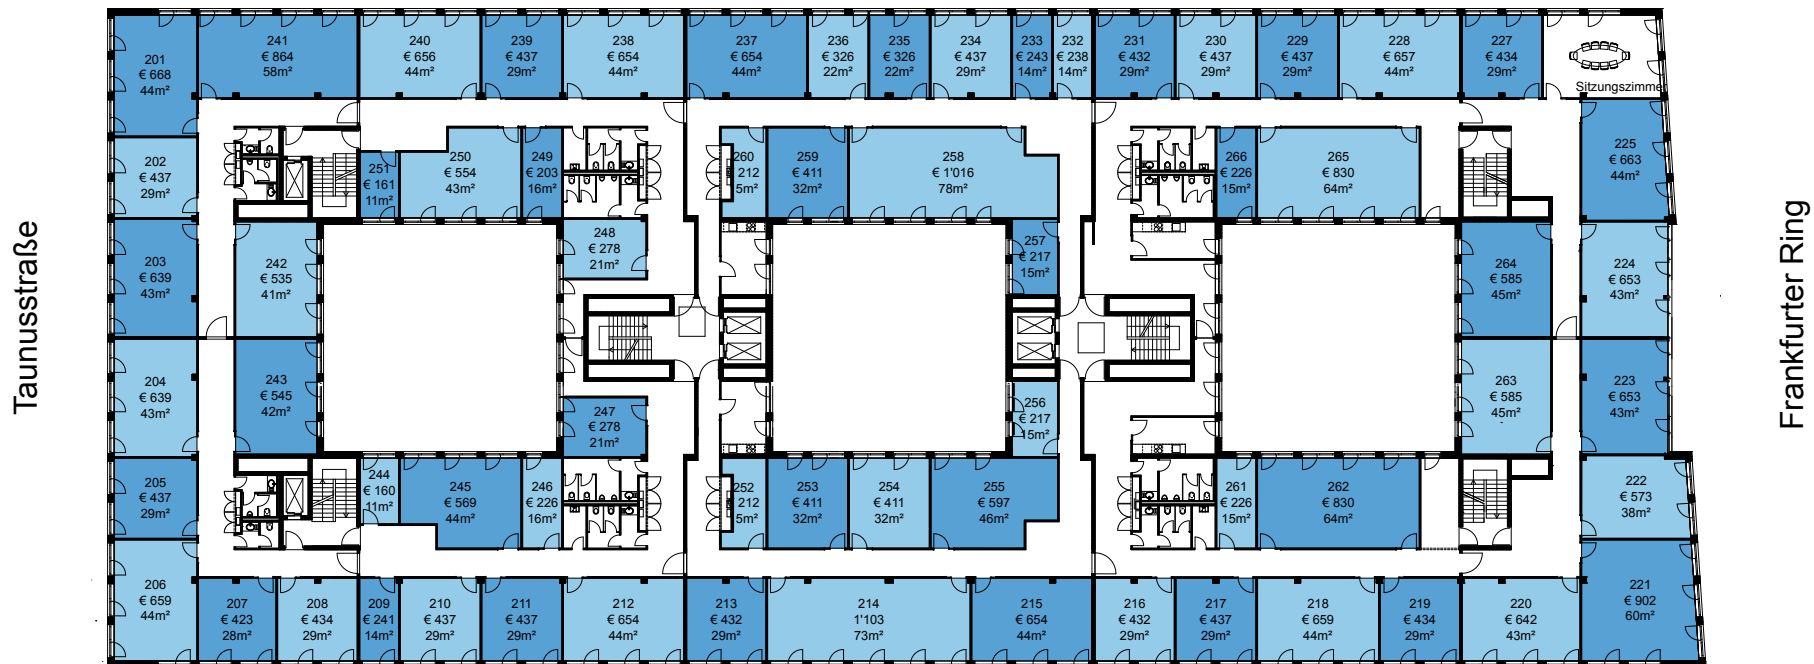 Taunusstraße
Frankfurter Ring
201
€ 668
44m²
241
€ 864
58m²
240
€ 656
44m²
239
€ 437
29m²
238
€ 654
44m²
237
€ 654
44m²
236
€ 326
22m²
235
€ 326
22m²
234
€ 437
29m²
233
€ 243
14m²
232
€ 238
14m²
231
€ 432
29m²
230
€ 437
29m²
229
€ 437
29m²
228
€ 657
44m²
227
€ 434
29m²
Sitzungszimmer
202
€ 437
29m²
251
€ 161
11m²
250
€ 554
43m²
249
€ 203
16m²
260
212
5m²
259
€ 411
32m²
258
€ 1'016
78m²
266
€ 226
15m²
265
€ 830
64m²
225
€ 663
44m²
203
€ 639
43m²
242
€ 535
41m²
248
€ 278
21m²
257
€ 217
15m²
264
€ 585
45m²
224
€ 653
43m²
204
€ 639
43m²
243
€ 545
42m²
247
€ 278
21m²
256
€ 217
15m²
263
€ 585
45m²
223
€ 653
43m²
205
€ 437
29m²
244
€ 160
11m²
245
€ 569
44m²
246
€ 226
16m²
252
212
5m²
253
€ 411
32m²
254
€ 411
32m²
255
€ 597
46m²
261
€ 226
15m²
262
€ 830
64m²
222
€ 573
38m²
206
€ 659
44m²
207
€ 423
28m²
208
€ 434
29m²
209
€ 241
14m²
210
€ 437
29m²
211
€ 437
29m²
212
€ 654
44m²
213
€ 432
29m²
214
1'103
73m²
215
€ 654
44m²
216
€ 432
29m²
217
€ 437
29m²
218
€ 659
44m²
219
€ 434
29m²
220
€ 642
43m²
221
€ 902
60m²